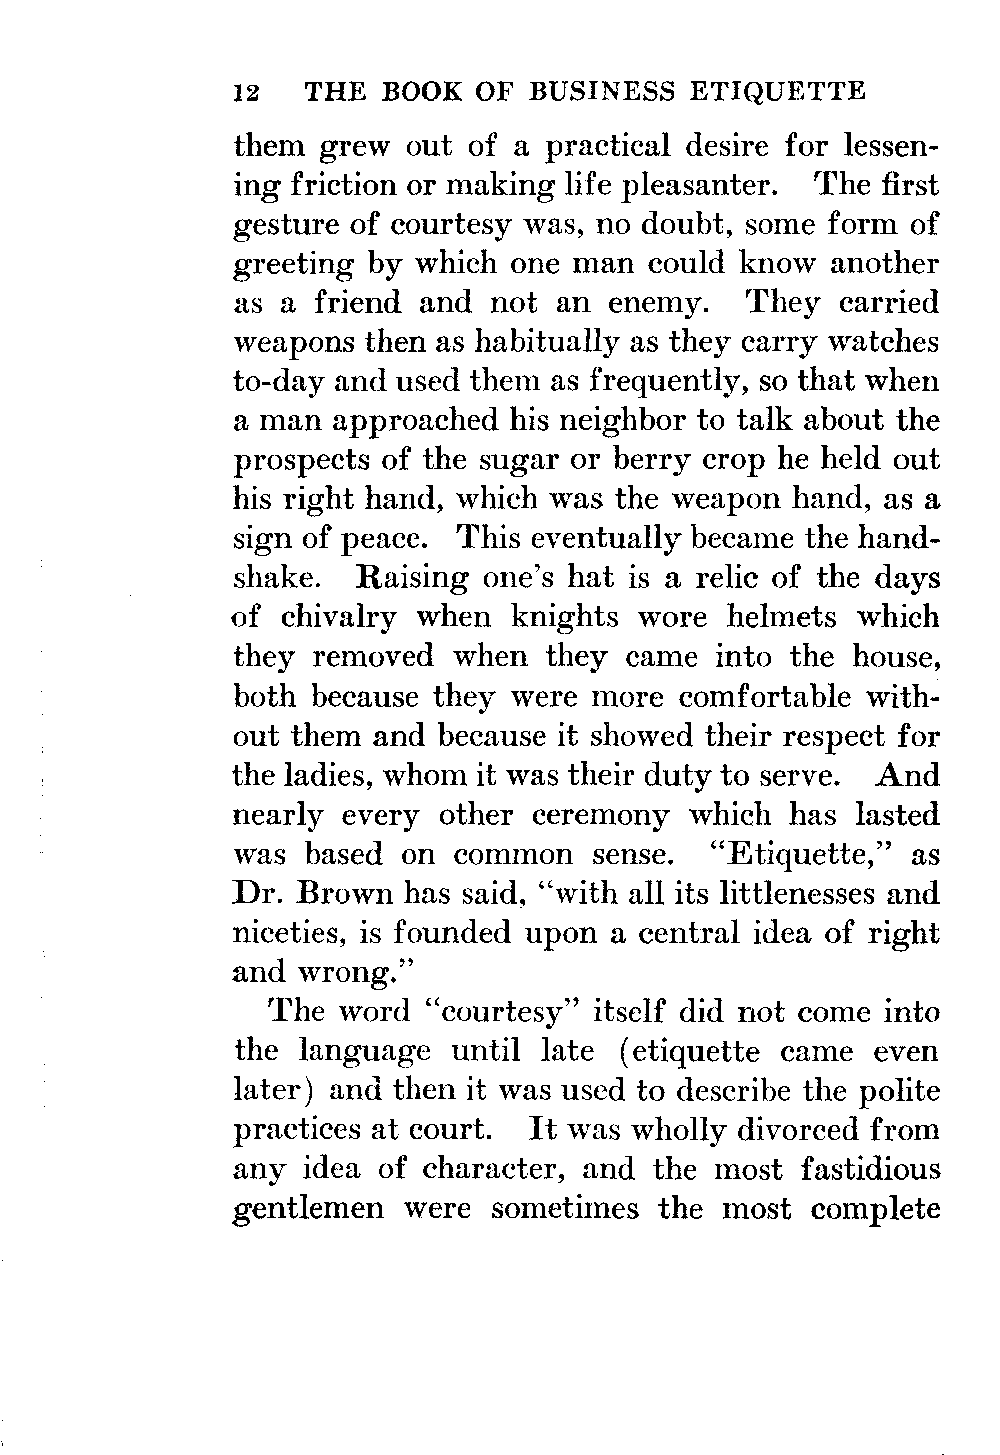 12 THE BOOK OF BUSINESS ETIQUETTE
them grew out of a practical desire for lessen-
ing friction or making life pleasanter. The first
gesture of courtesy was, no doubt, some form of
greeting by which one man could know another
as a friend and not an enemy. They carried
weapons then as habitually as they carry watches
to-day and used them as frequently, so that when
a man approached his neighbor to talk about the
prospects of the sugar or berry crop he held out
his right hand, which was the weapon hand, as a
sign of peace. This eventually became the hand-
shake. Raising one's hat is a relic of the days
of chivalry when knights wore helmets which
they removed when they came into the house,
both because they were more comfortable with-
out them and because it showed their respect for
the ladies, whom it was their duty to serve. And
nearly every other ceremony which has lasted
was based on common sense. “Etiquette,” as
Dr. Brown has said, “with all its littlenesses and
niceties, is founded upon a central idea of right
and wrong.”
The word “courtesy” itself did not come into
the language until late (etiquette came even
later) and then it was used to describe the polite
practices at court. It was wholly divorced from
any idea of character, and the most fastidious
gentlemen were sometimes the most complete